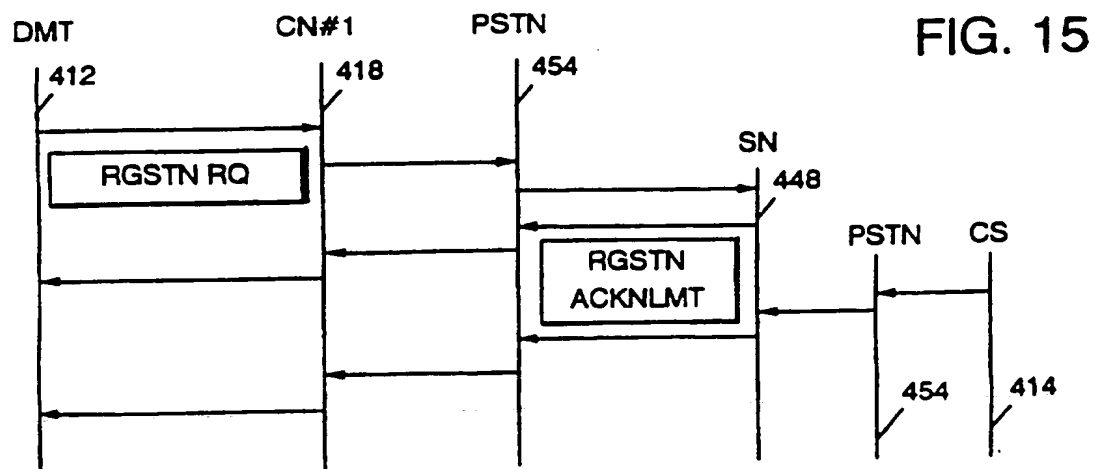 FIG. 15
DMT
CN#1
PSTN
412
418
454
RGSTN RQ
SN
448
RGSTN
ACKNLMT
PSTN
CS
454
414